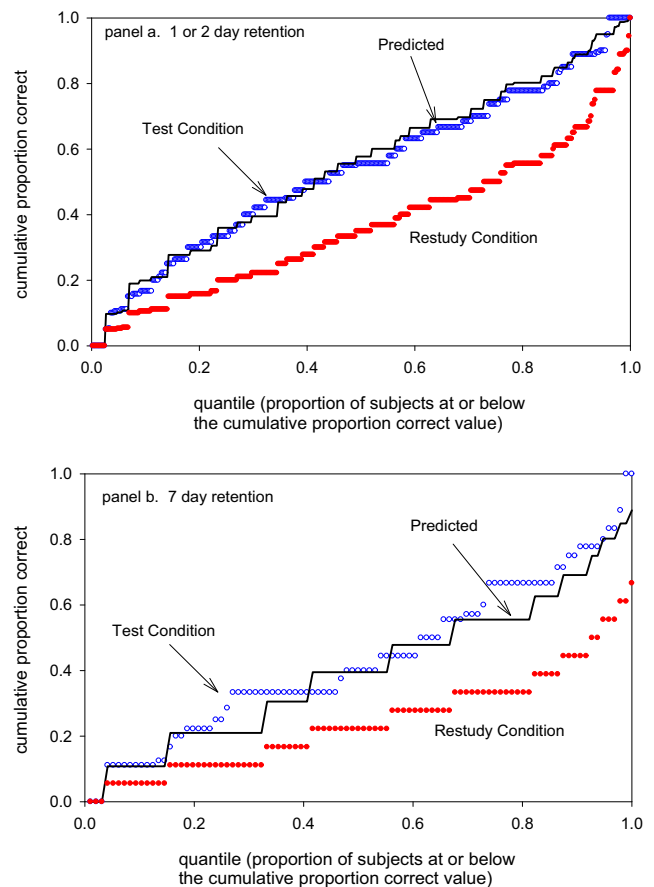 panel a. 1 or 2 day retention
Predicted
Test Condition
Restudy Condition
cumulative proportion correct
1.0
0.8
0.6
0.4
0.2
0.0
0.0 0.2 0.4 0.6 0.8 1.0
quantile (proportion of subjects at or below
the cumulative proportion correct value)
panel b. 7 day retention
Predicted
Test Condition
Restudy Condition
cumulative proportion correct
1.0
0.8
0.6
0.4
0.2
0.0
0.0 0.2 0.4 0.6 0.8 1.0
quantile (proportion of subjects at or below
the cumulative proportion correct value)